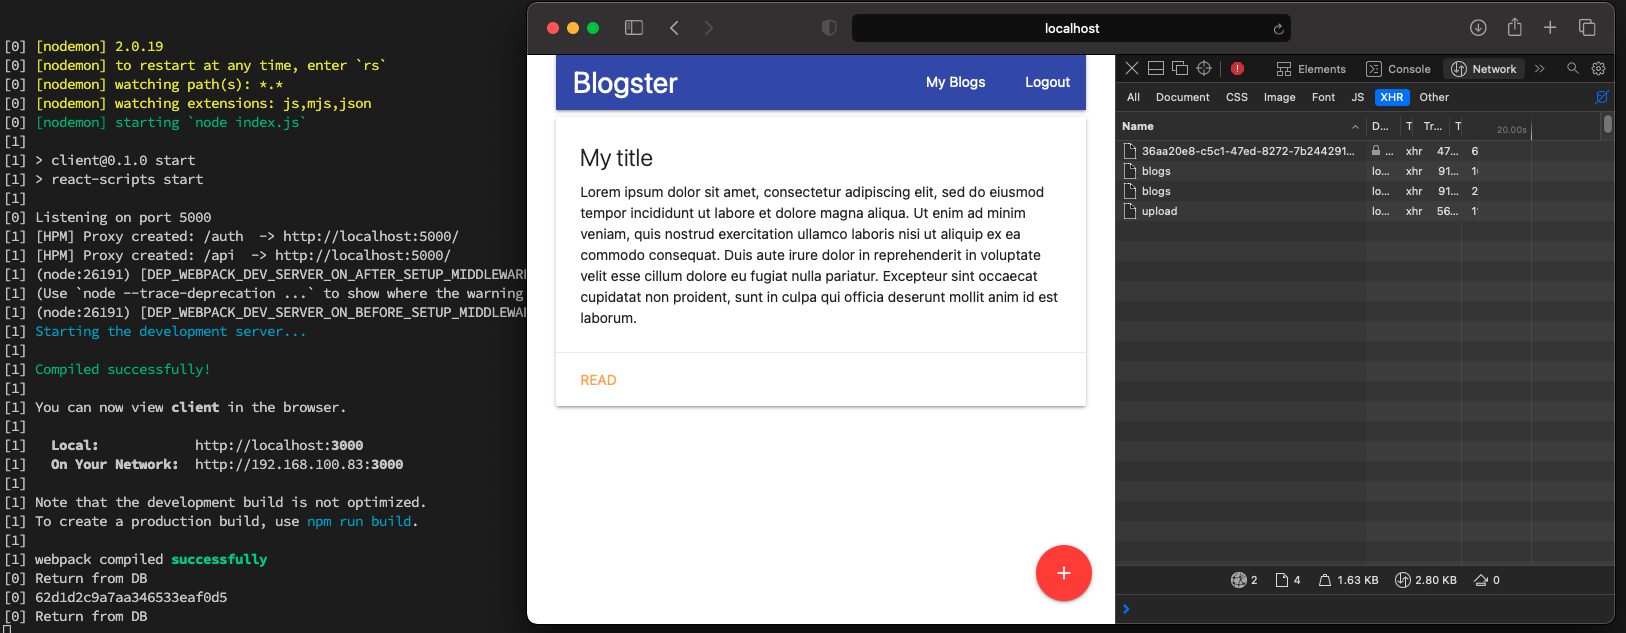 [0] [nodemon] 2.0.19
[0] [nodemon] to restart at any time, enter `rs`
[0] [nodemon] watching path(s): *.*
[0] [nodemon] watching extensions: js,mjs,json
[0] [nodemon] starting `node index.js`
[1]
[1] > client@0.1.0 start
[1] > react-scripts start
[1]
[0] Listening on port 5000
[1] [HPM] Proxy created: /auth  -> http://localhost:5000/
[1] [HPM] Proxy created: /api  -> http://localhost:5000/
[1] (node:26191) [DEP_WEBPACK_DEV_SERVER_ON_AFTER_SETUP_MIDDLEWAR
[1] (Use `node --trace-deprecation ...` to show where the warning
[1] (node:26191) [DEP_WEBPACK_DEV_SERVER_ON_BEFORE_SETUP_MIDDLEWA
[1] Starting the development server...
[1]
[1] Compiled successfully!
[1]
[1] You can now view client in the browser.
[1]
[1]   Local:            http://localhost:3000
[1]   On Your Network:  http://192.168.100.83:3000
[1]
[1] Note that the development build is not optimized.
[1] To create a production build, use npm run build.
[1]
[1] webpack compiled successfully
[0] Return from DB
[0] 62d1d2c9a7aa346533eaf0d5
[0] Return from DB
localhost
Blogster My Blogs Logout
My title
Lorem ipsum dolor sit amet, consectetur adipiscing elit, sed do eiusmod
tempor incididunt ut labore et dolore magna aliqua. Ut enim ad minim
veniam, quis nostrud exercitation ullamco laboris nisi ut aliquip ex ea
commodo consequat. Duis aute irure dolor in reprehenderit in voluptate
velit esse cillum dolore eu fugiat nulla pariatur. Excepteur sint occaecat
cupidatat non proident, sunt in culpa qui officia deserunt mollit anim id est
laborum.
READ
+
Elements Console Network
All Document CSS Image Font JS XHR Other
Name D... T Tr... T 20.00s
36aa20e8-c5c1-47ed-8272-7b244291... ... xhr 47... 6
blogs lo... xhr 91... 1
blogs lo... xhr 91... 2
upload lo... xhr 56... 1
2 4 1.63 KB 2.80 KB 0